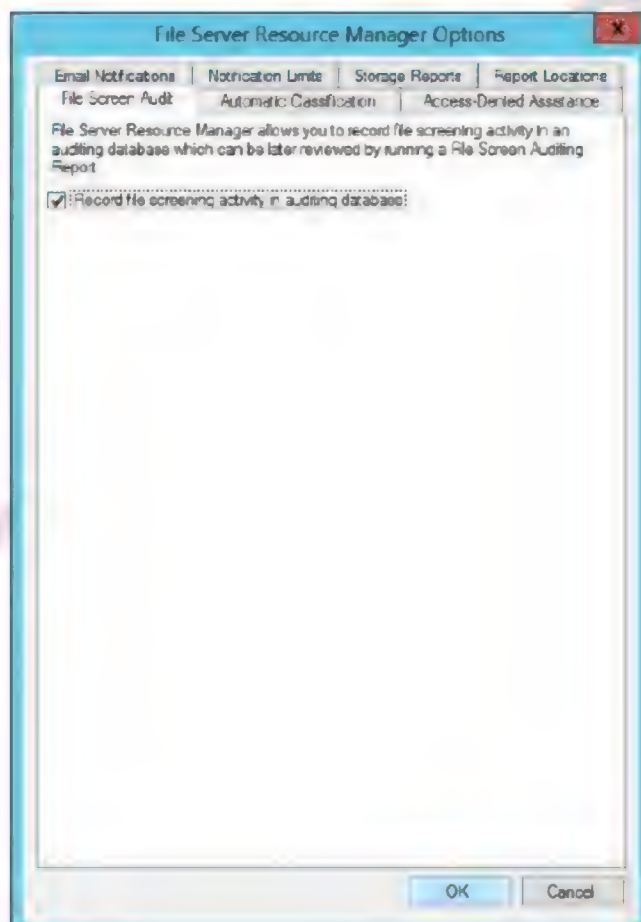 File Server Resource Manager Options
Email Notifications
Notification Limits
Storage Reports
Report Locations
File Screen Audit
Automatic Classification
Access-Denied Assistance
File Server Resource Manager allows you to record file screening activity in an
auditing database which can be later reviewed by running a File Screen Auditing
Report
Record file screening activity in auditing database
OK
Cancel